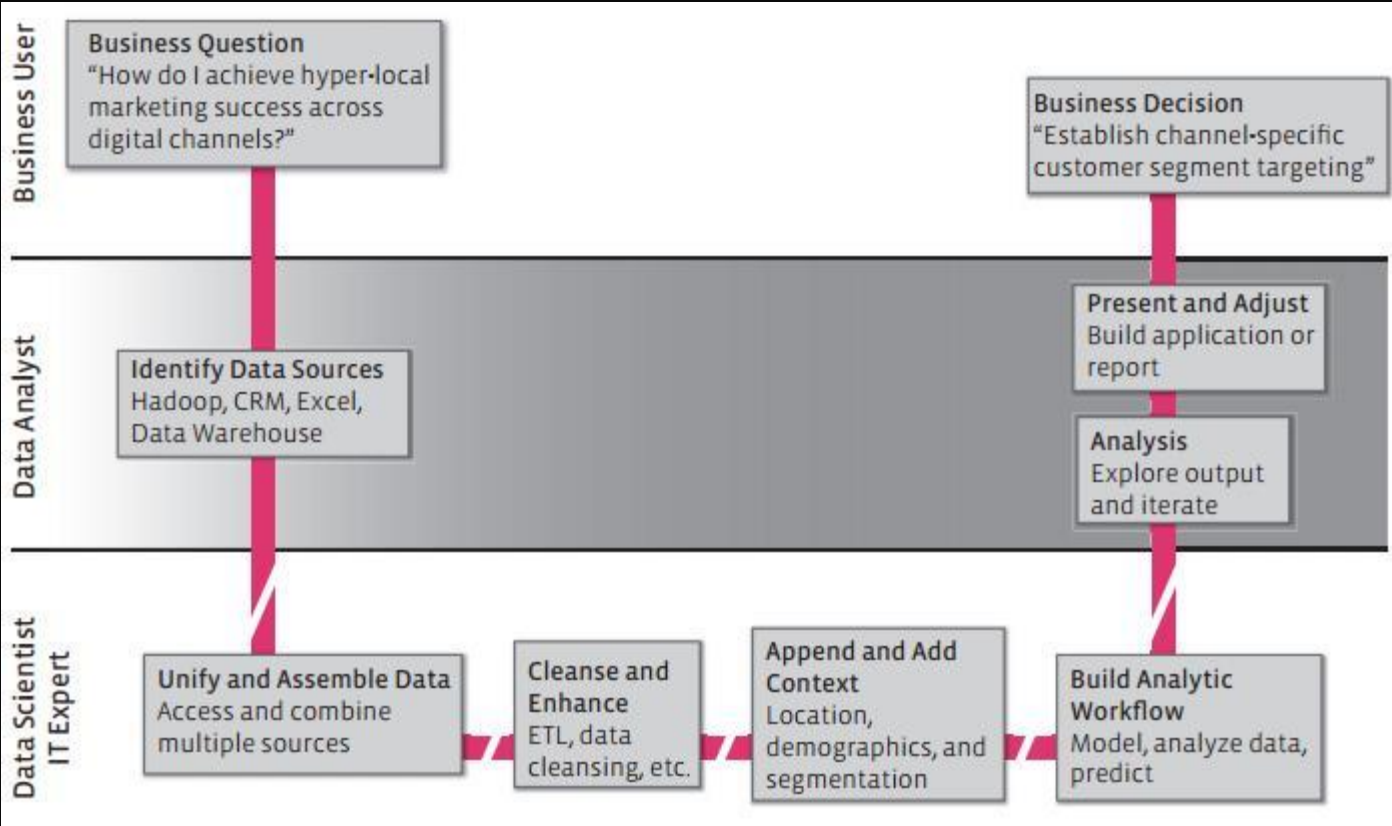 Business User
Business Question
“How do I achieve hyper-local
marketing success across
digital channels?”
Business Decision
“Establish channel-specific
customer segment targeting”
Data Analyst
Identify Data Sources
Hadoop, CRM, Excel,
Data Warehouse
Present and Adjust
Build application or
report
Analysis
Explore output
and iterate
Data Scientist
IT Expert
Unify and Assemble Data
Access and combine
multiple sources
Cleanse and
Enhance
ETL, data
cleansing, etc.
Append and Add
Context
Location,
demographics, and
segmentation
Build Analytic
Workflow
Model, analyze data,
predict